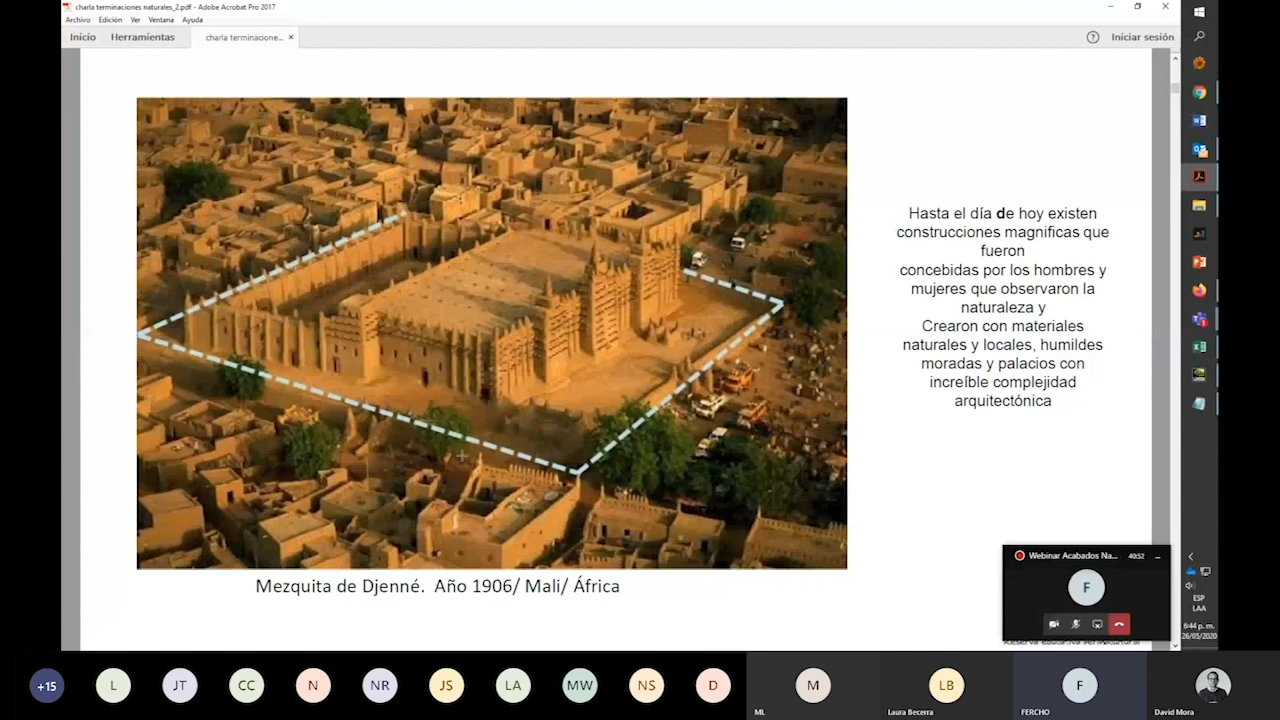 charla terminaciones naturales_2.pdf - Adobe Acrobat Pro 2017
Archivo Edición Ver Ventana Ayuda
Inicio Herramientas charla terminacione... × Iniciar sesión
Hasta el día de hoy existen
construcciones magnificas que
fueron
concebidas por los hombres y
mujeres que observaron la
naturaleza y
Crearon con materiales
naturales y locales, humildes
moradas y palacios con
increíble complejidad
arquitectónica
Mezquita de Djenné. Año 1906/ Mali/ África
Webinar Acabados Na... 40:52
F
ESP
LAA
6:44 p. m.
26/05/2020
+15 L JT CC N NR JS LA MW NS D M LB F
ML Laura Becerra FERCHO David Mora